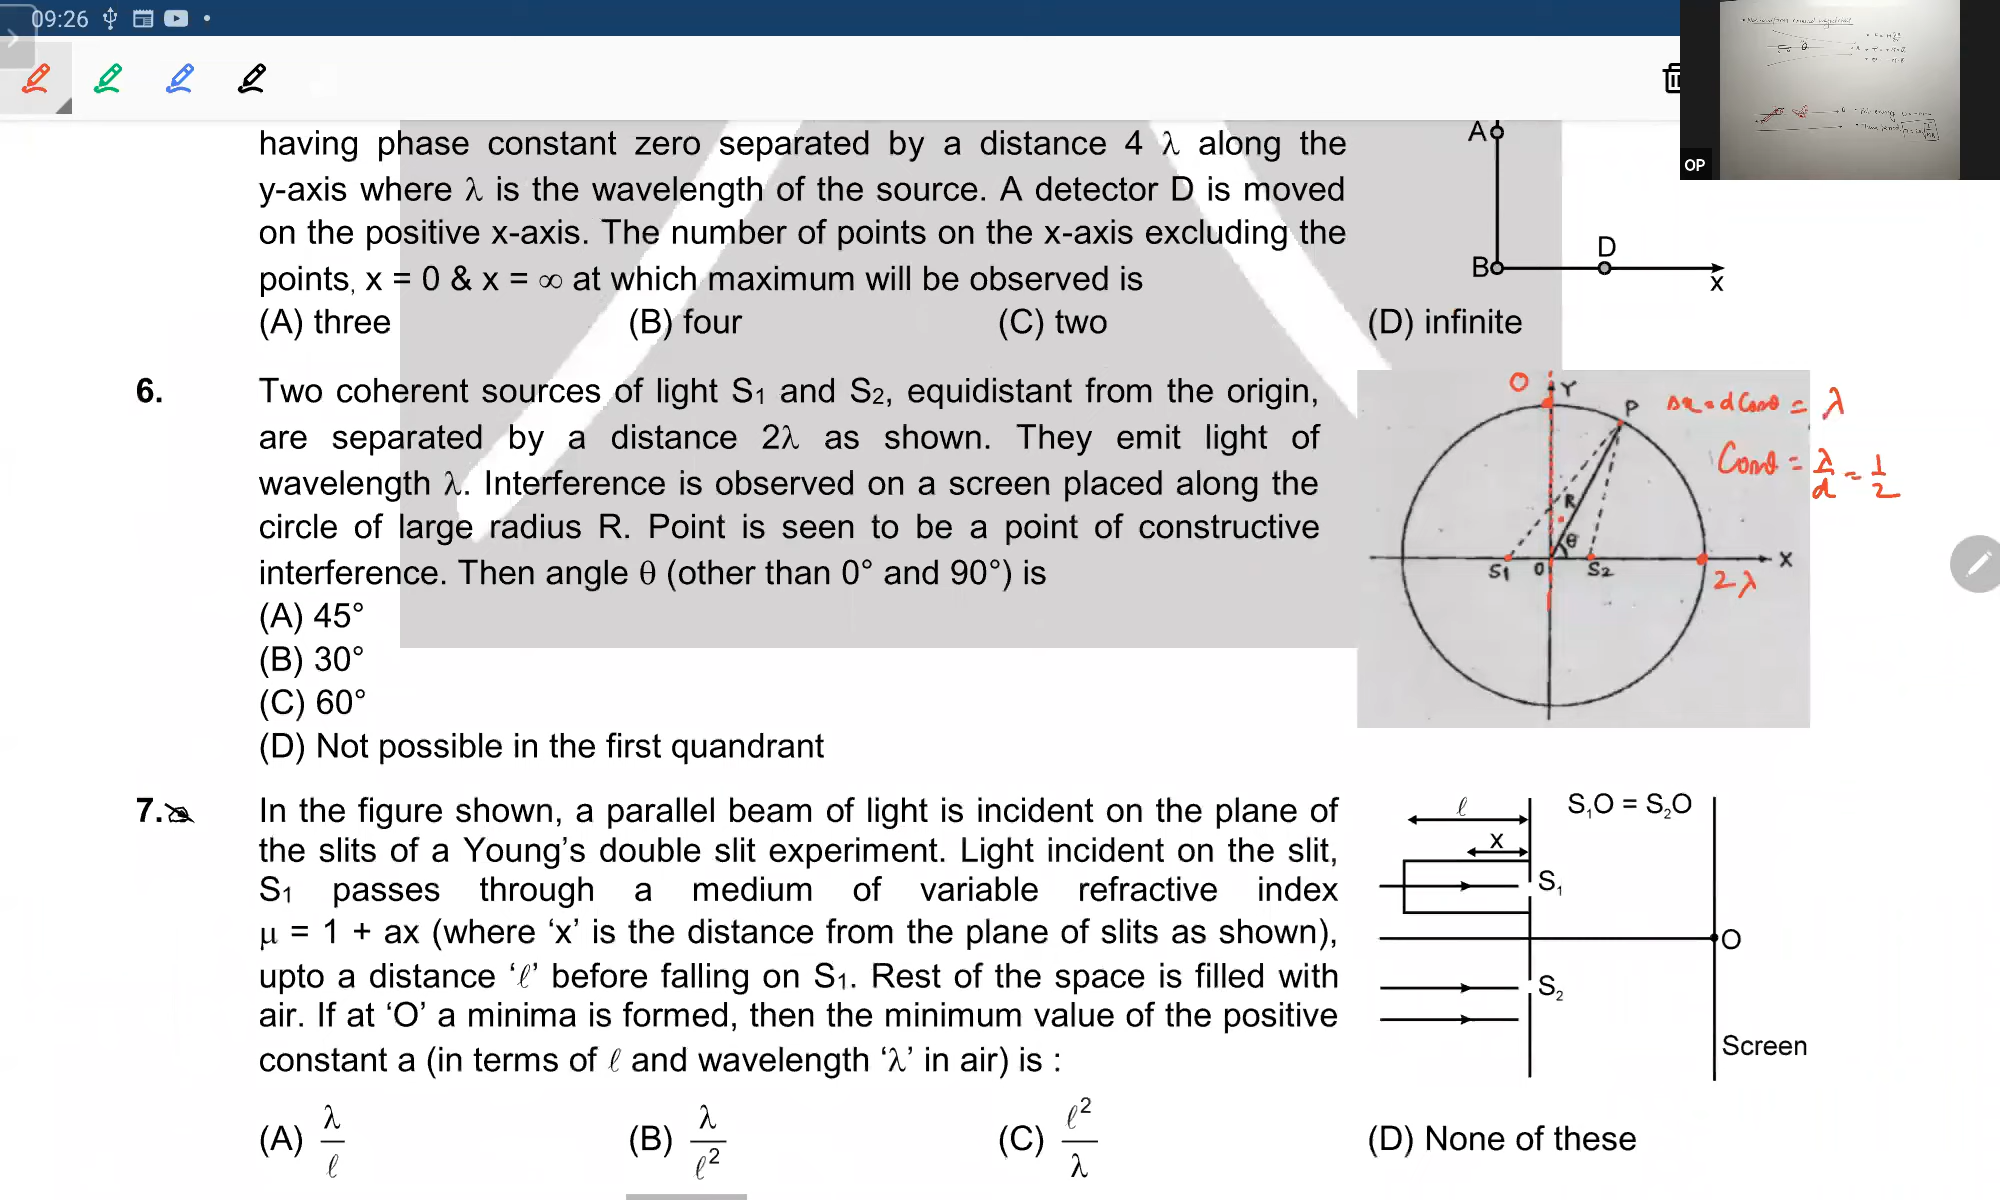 09:26
OP
having phase constant zero separated by a distance 4 λ along the
y-axis where λ is the wavelength of the source. A detector D is moved
on the positive x-axis. The number of points on the x-axis excluding the
points, x = 0 & x = ∞ at which maximum will be observed is
(A) three (B) four (C) two (D) infinite
A
B
D
x
6. Two coherent sources of light S₁ and S₂, equidistant from the origin,
are separated by a distance 2λ as shown. They emit light of
wavelength λ. Interference is observed on a screen placed along the
circle of large radius R. Point is seen to be a point of constructive
interference. Then angle θ (other than 0° and 90°) is
(A) 45°
(B) 30°
(C) 60°
(D) Not possible in the first quandrant
O Y
P
Δx = d Cosθ = λ
Cosθ = λ/d = 1/2
R
θ
S1 O S2 X
2λ
7. In the figure shown, a parallel beam of light is incident on the plane of
the slits of a Young's double slit experiment. Light incident on the slit,
S₁ passes through a medium of variable refractive index
μ = 1 + ax (where 'x' is the distance from the plane of slits as shown),
upto a distance 'ℓ' before falling on S₁. Rest of the space is filled with
air. If at 'O' a minima is formed, then the minimum value of the positive
constant a (in terms of ℓ and wavelength 'λ' in air) is :
(A) λ/ℓ (B) λ/ℓ² (C) ℓ²/λ (D) None of these
ℓ S₁O = S₂O
x
S₁
O
S₂
Screen